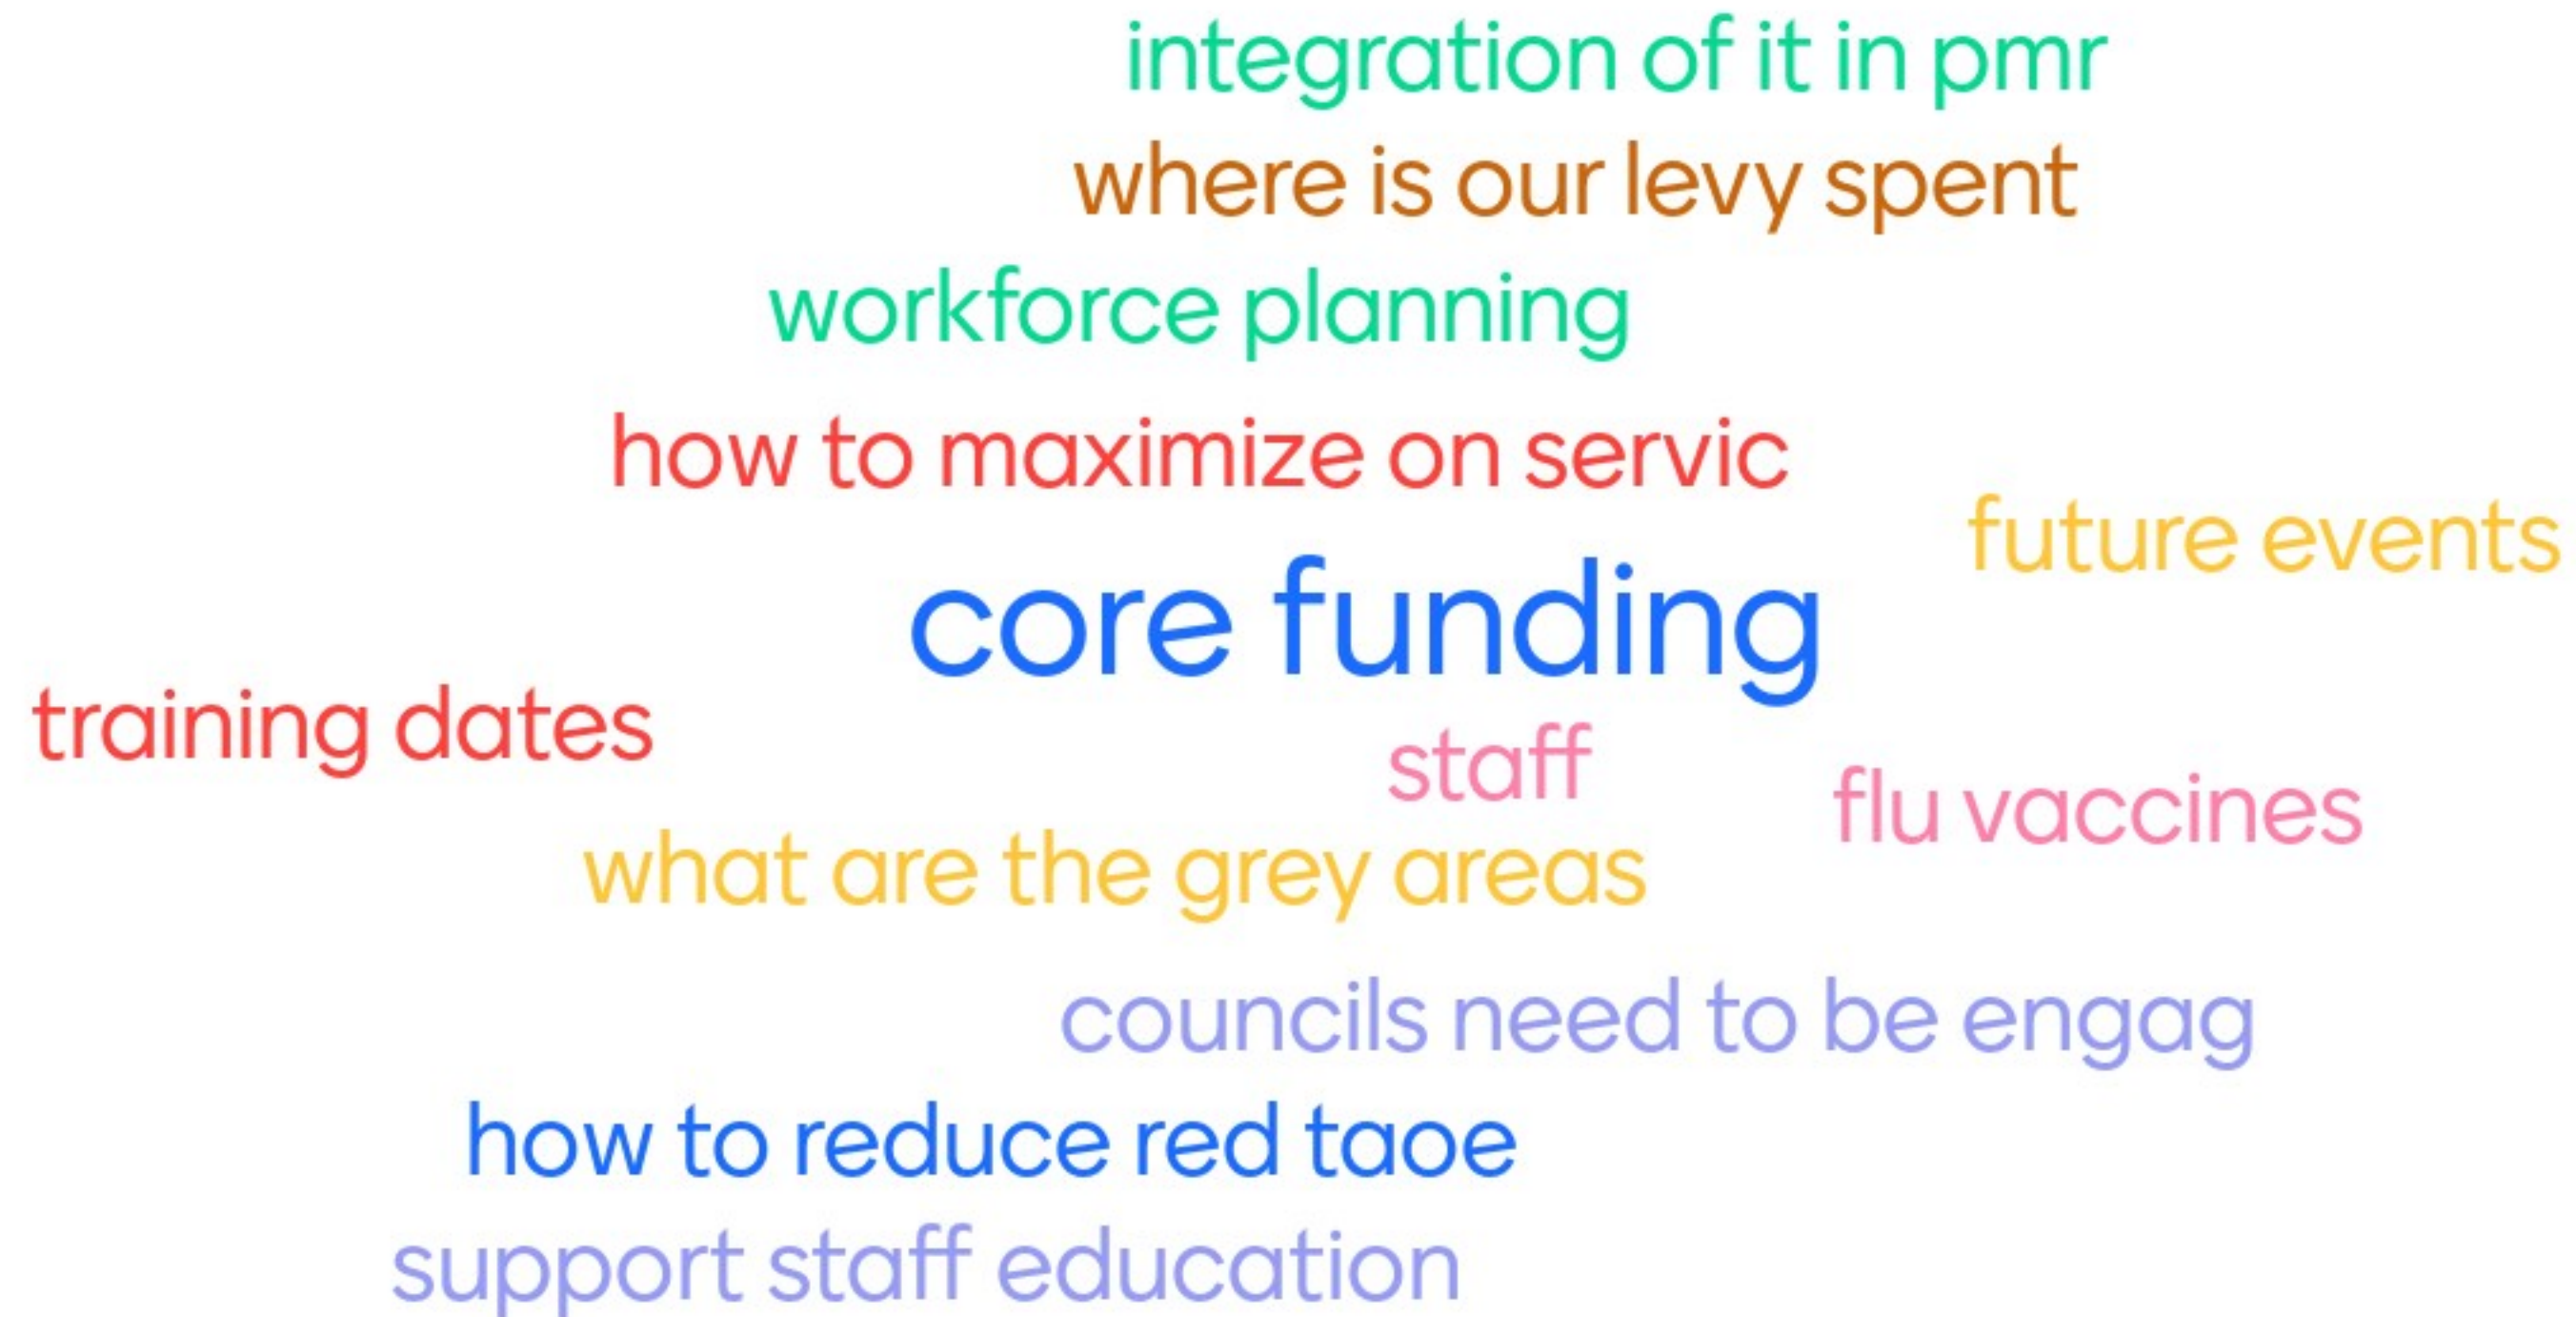 integration of it in pmr
where is our levy spent
workforce planning
how to maximize on servic
future events
core funding
training dates
staff
flu vaccines
what are the grey areas
councils need to be engag
how to reduce red taoe
support staff education